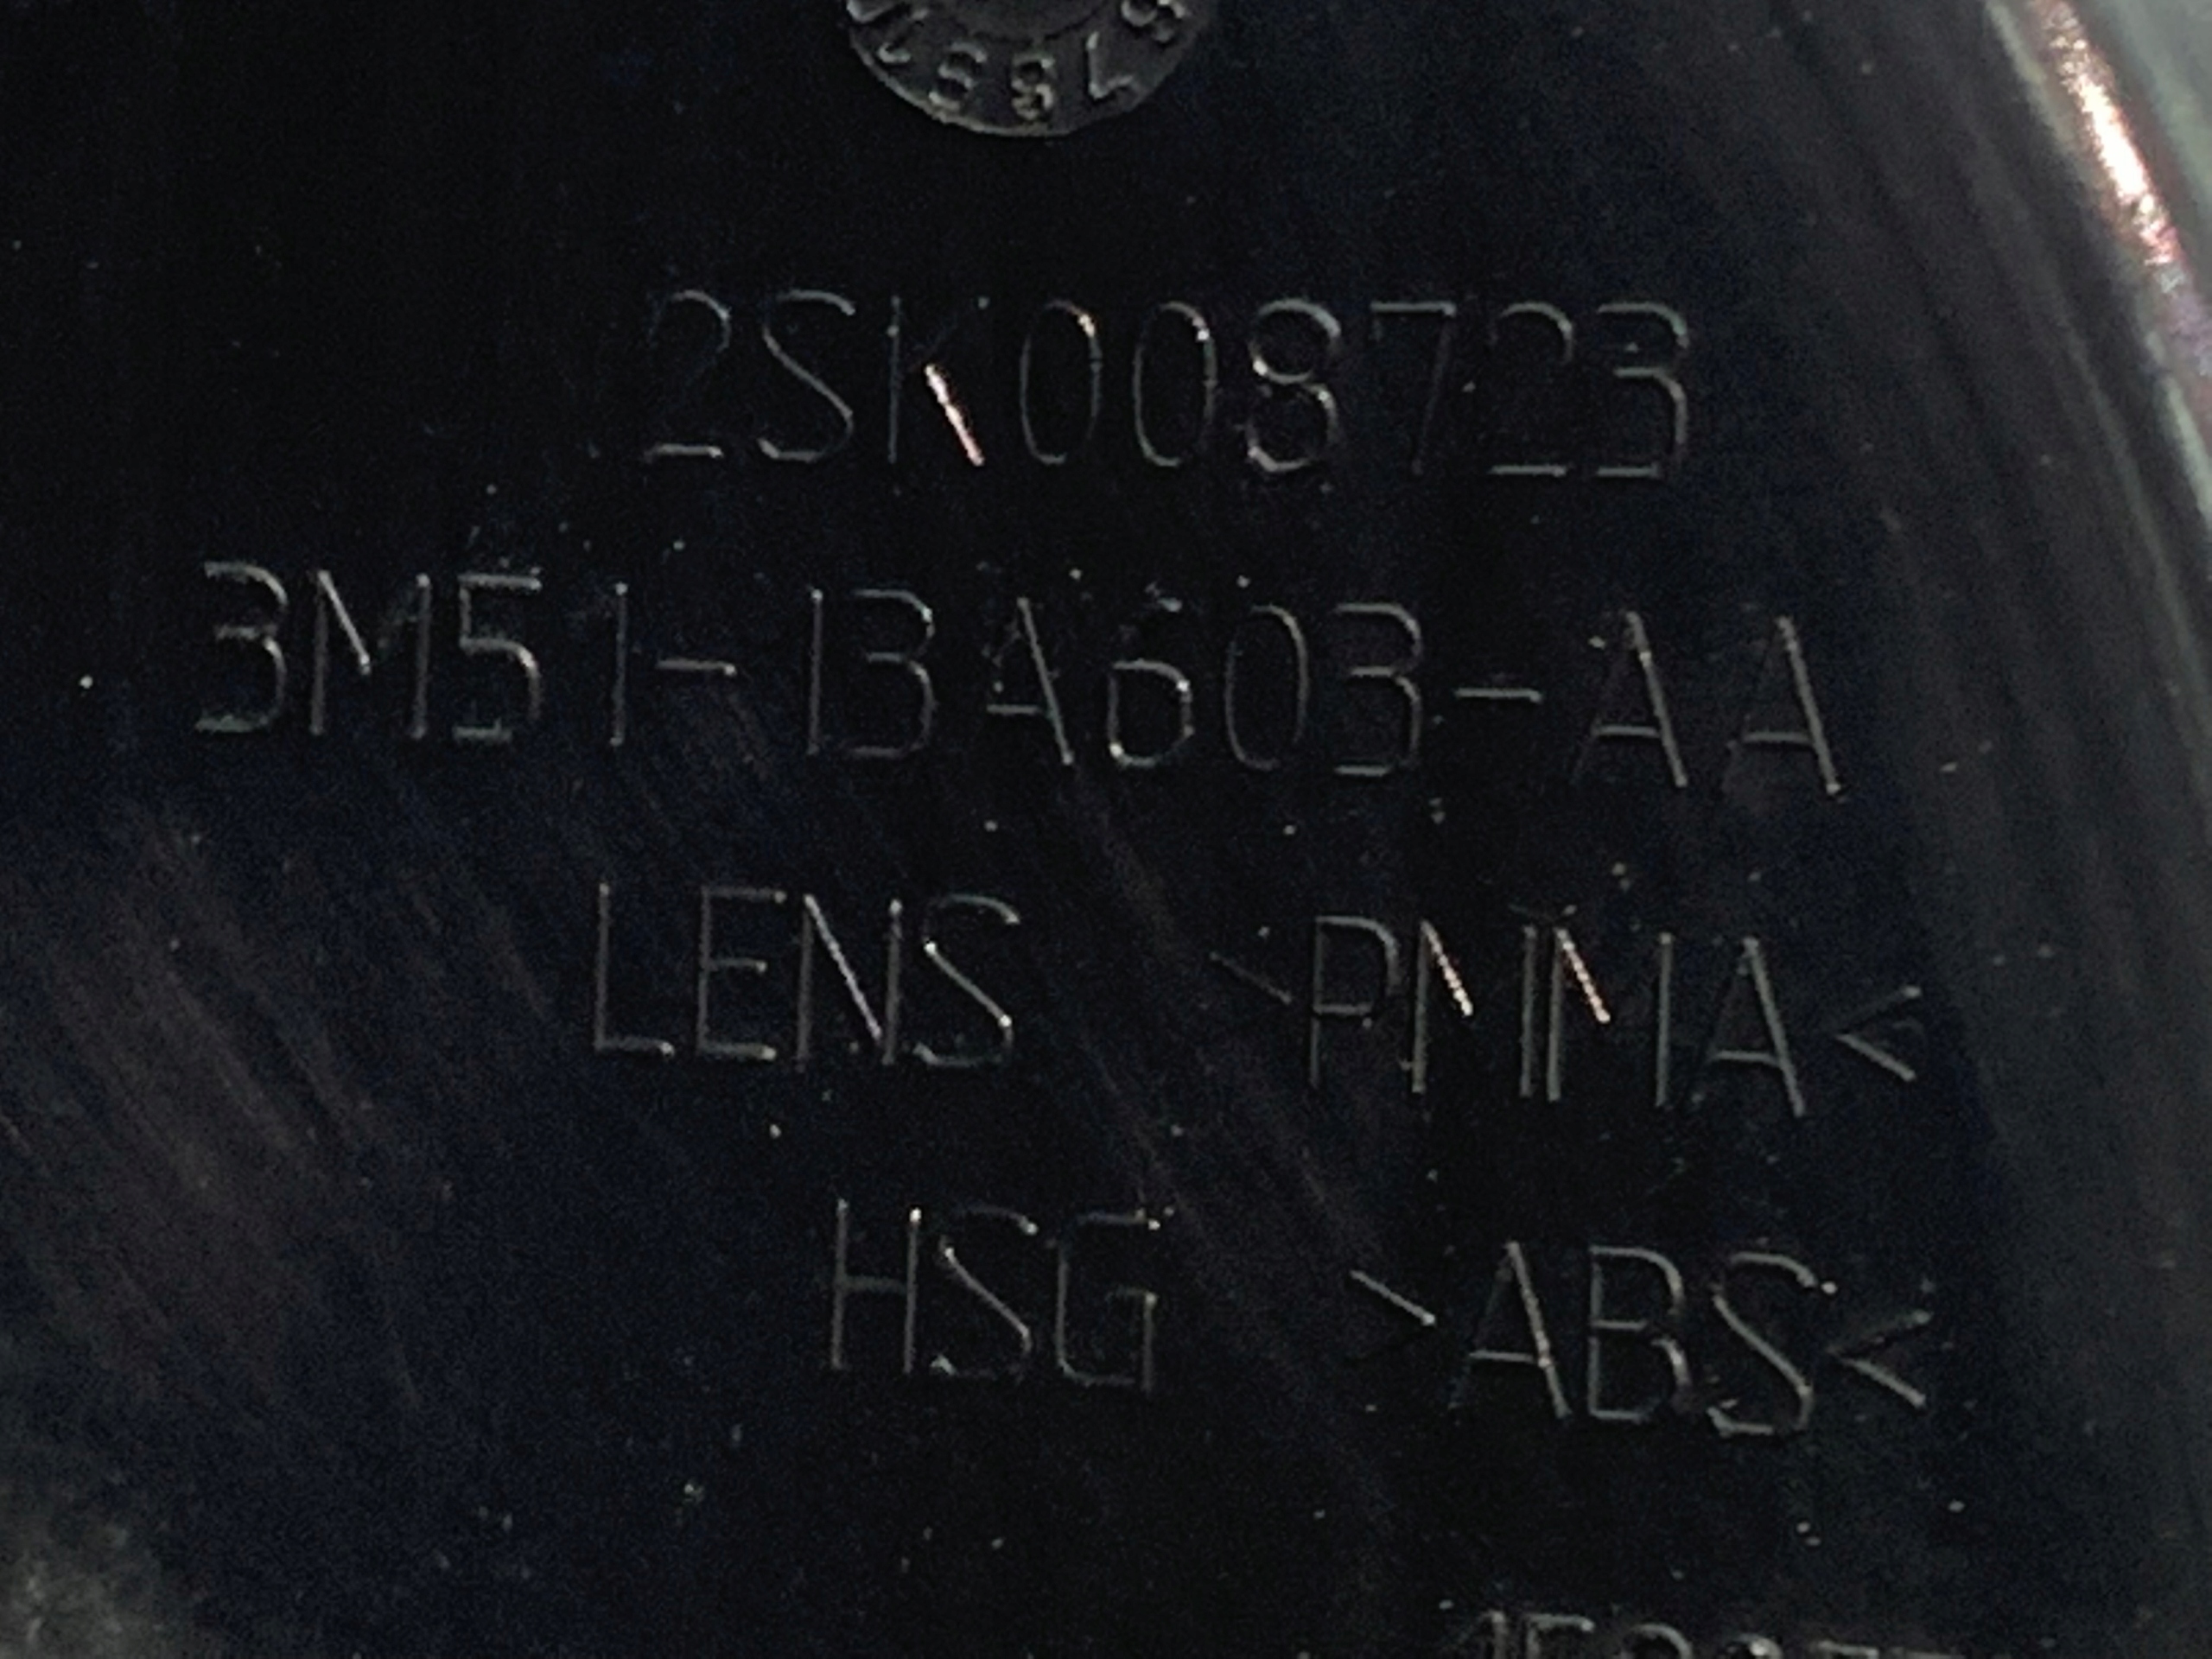 2SK008723
3M51-13A603-AA
LENS >PMMA<
HSG >ABS<